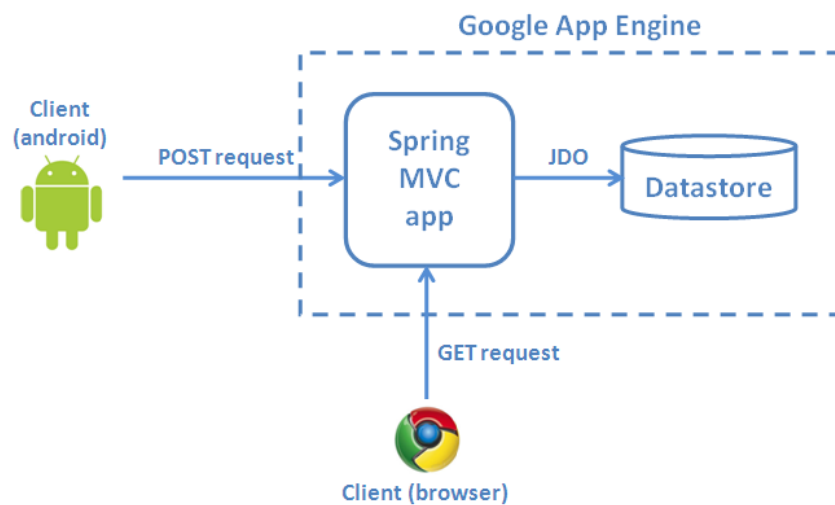 Google App Engine
Client
(android)
POST request
Spring
MVC
app
JDO
Datastore
GET request
Client (browser)